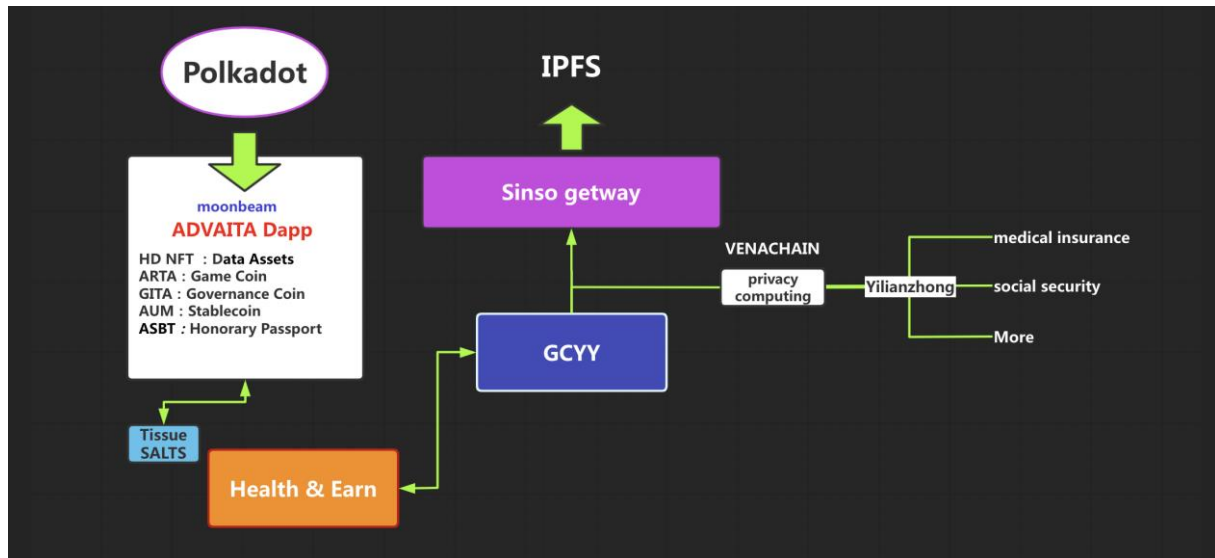 Polkadot
IPFS
moonbeam
ADVAITA Dapp
HD NFT : Data Assets
ARTA : Game Coin
GITA : Governance Coin
AUM : Stablecoin
ASBT : Honorary Passport
Sinso getway
VENACHAIN
privacy
computing
Yilianzhong
medical insurance
social security
More
GCYY
Tissue
SALTS
Health & Earn